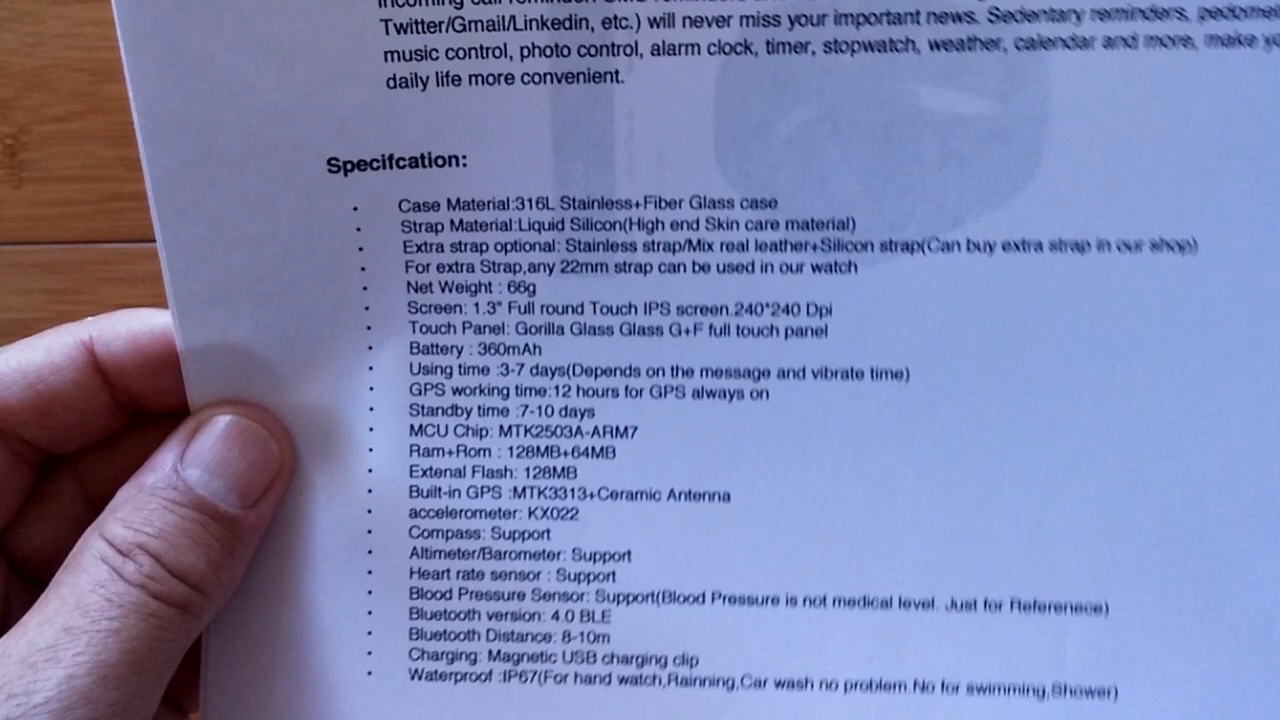 Twitter/Gmail/Linkedin, etc.) will never miss your important news. Sedentary reminders,
music control, photo control, alarm clock, timer, stopwatch, weather, calendar and more, make
daily life more convenient.
Specifcation:
· Case Material:316L Stainless+Fiber Glass case
· Strap Material:Liquid Silicon(High end Skin care material)
· Extra strap optional: Stainless strap/Mix real leather+Silicon strap(Can buy extra strap in our shop)
· For extra Strap,any 22mm strap can be used in our watch
· Net Weight : 66g
· Screen: 1.3" Full round Touch IPS screen.240*240 Dpi
· Touch Panel: Gorilla Glass Glass G+F full touch panel
· Battery : 360mAh
· Using time :3-7 days(Depends on the message and vibrate time)
· GPS working time:12 hours for GPS always on
· Standby time :7-10 days
· MCU Chip: MTK2503A-ARM7
· Ram+Rom : 128MB+64MB
· Extenal Flash: 128MB
· Built-in GPS :MTK3313+Ceramic Antenna
· accelerometer: KX022
· Compass: Support
· Altimeter/Barometer: Support
· Heart rate sensor : Support
· Blood Pressure Sensor: Support(Blood Pressure is not medical level. Just for Referenece)
· Bluetooth version: 4.0 BLE
· Bluetooth Distance: 8-10m
· Charging: Magnetic USB charging clip
· Waterproof :IP67(For hand watch,Rainning,Car wash no problem.No for swimming,Shower)